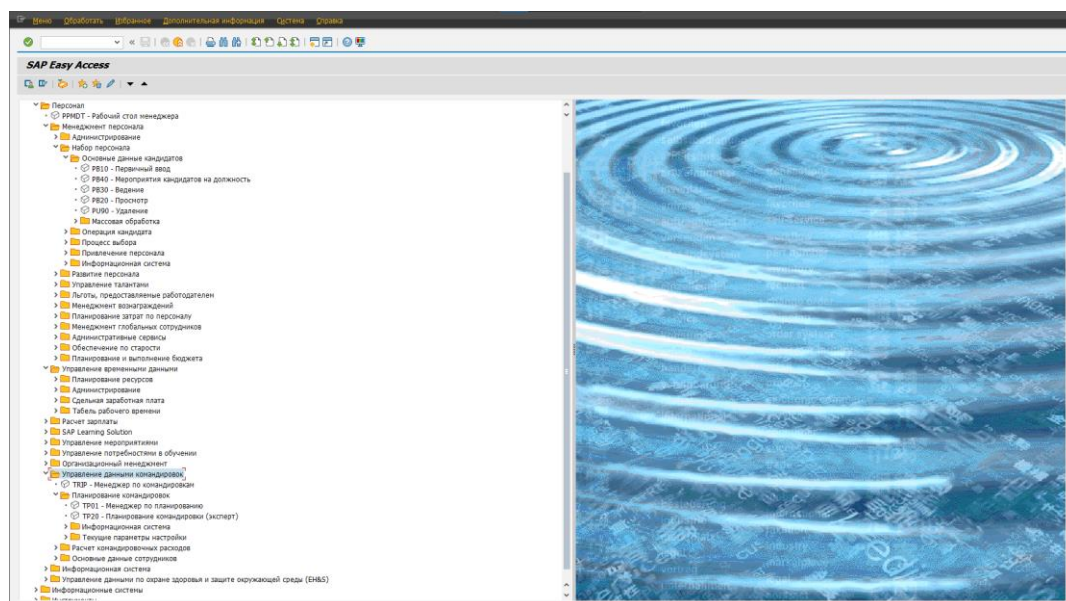 Меню Обработать Избранное Дополнительная информация Система Справка
SAP Easy Access
Персонал
PPMDT - Рабочий стол менеджера
Менеджмент персонала
Администрирование
Набор персонала
Основные данные кандидатов
PB10 - Первичный ввод
PB40 - Мероприятия кандидатов на должность
PB30 - Ведение
PB20 - Просмотр
PU90 - Удаление
Массовая обработка
Операция кандидата
Процесс выбора
Привлечение персонала
Информационная система
Развитие персонала
Управление талантами
Льготы, предоставляемые работодателем
Менеджмент вознаграждений
Планирование затрат по персоналу
Менеджмент глобальных сотрудников
Административные сервисы
Обеспечение по старости
Планирование и выполнение бюджета
Управление временными данными
Планирование ресурсов
Администрирование
Сдельная заработная плата
Табель рабочего времени
Расчет зарплаты
SAP Learning Solution
Управление мероприятиями
Управление потребностями в обучении
Организационный менеджмент
Управление данными командировок
TRIP - Менеджер по командировкам
Планирование командировок
TP01 - Менеджер по планированию
TP20 - Планирование командировки (эксперт)
Информационная система
Текущие параметры настройки
Расчет командировочных расходов
Основные данные сотрудников
Информационная система
Управление данными по охране здоровья и защите окружающей среды (EH&S)
Информационные системы